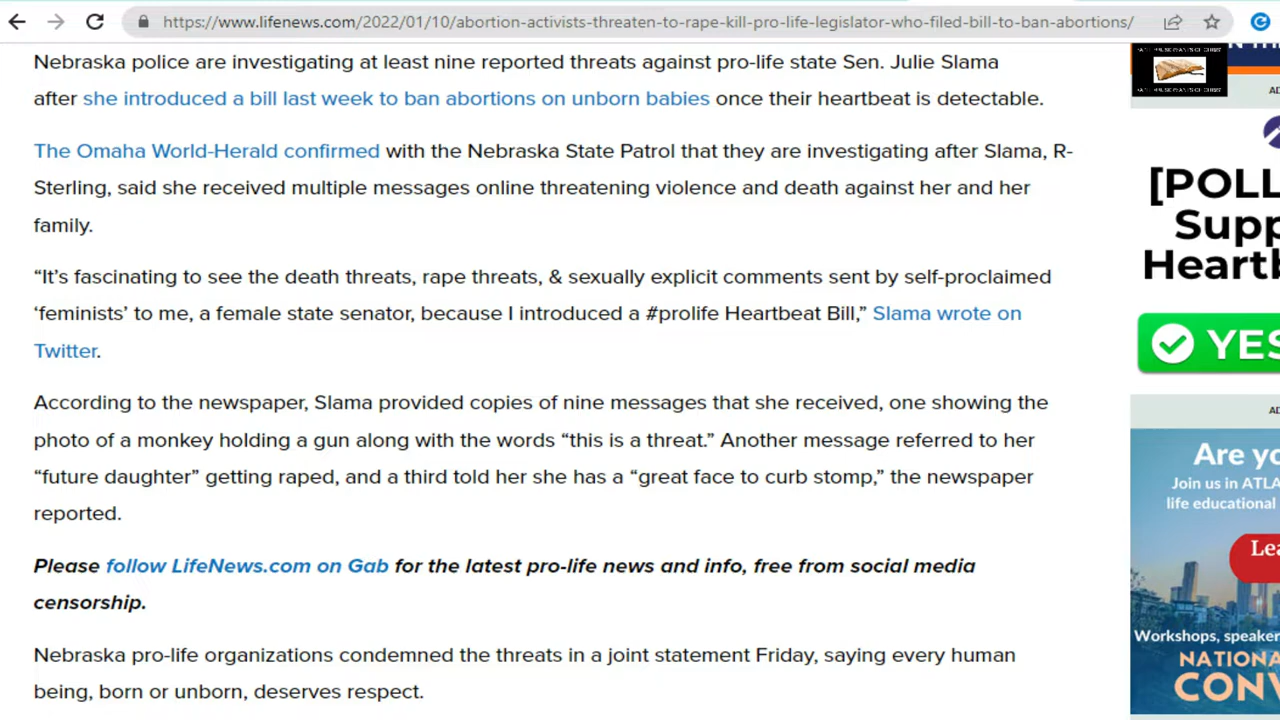 https://www.lifenews.com/2022/01/10/abortion-activists-threaten-to-rape-kill-pro-life-legislator-who-filed-bill-to-ban-abortions/
Nebraska police are investigating at least nine reported threats against pro-life state Sen. Julie Slama
after she introduced a bill last week to ban abortions on unborn babies once their heartbeat is detectable.
The Omaha World-Herald confirmed with the Nebraska State Patrol that they are investigating after Slama, R-
Sterling, said she received multiple messages online threatening violence and death against her and her
family.
“It’s fascinating to see the death threats, rape threats, & sexually explicit comments sent by self-proclaimed
‘feminists’ to me, a female state senator, because I introduced a #prolife Heartbeat Bill,” Slama wrote on
Twitter.
According to the newspaper, Slama provided copies of nine messages that she received, one showing the
photo of a monkey holding a gun along with the words “this is a threat.” Another message referred to her
“future daughter” getting raped, and a third told her she has a “great face to curb stomp,” the newspaper
reported.
Please follow LifeNews.com on Gab for the latest pro-life news and info, free from social media
censorship.
Nebraska pro-life organizations condemned the threats in a joint statement Friday, saying every human
being, born or unborn, deserves respect.
AD
[POLL
Supp
Heartb
YES
AD
Are yo
Join us in ATLA
life educational
Lea
Workshops, speaker
NATIONA
CONV